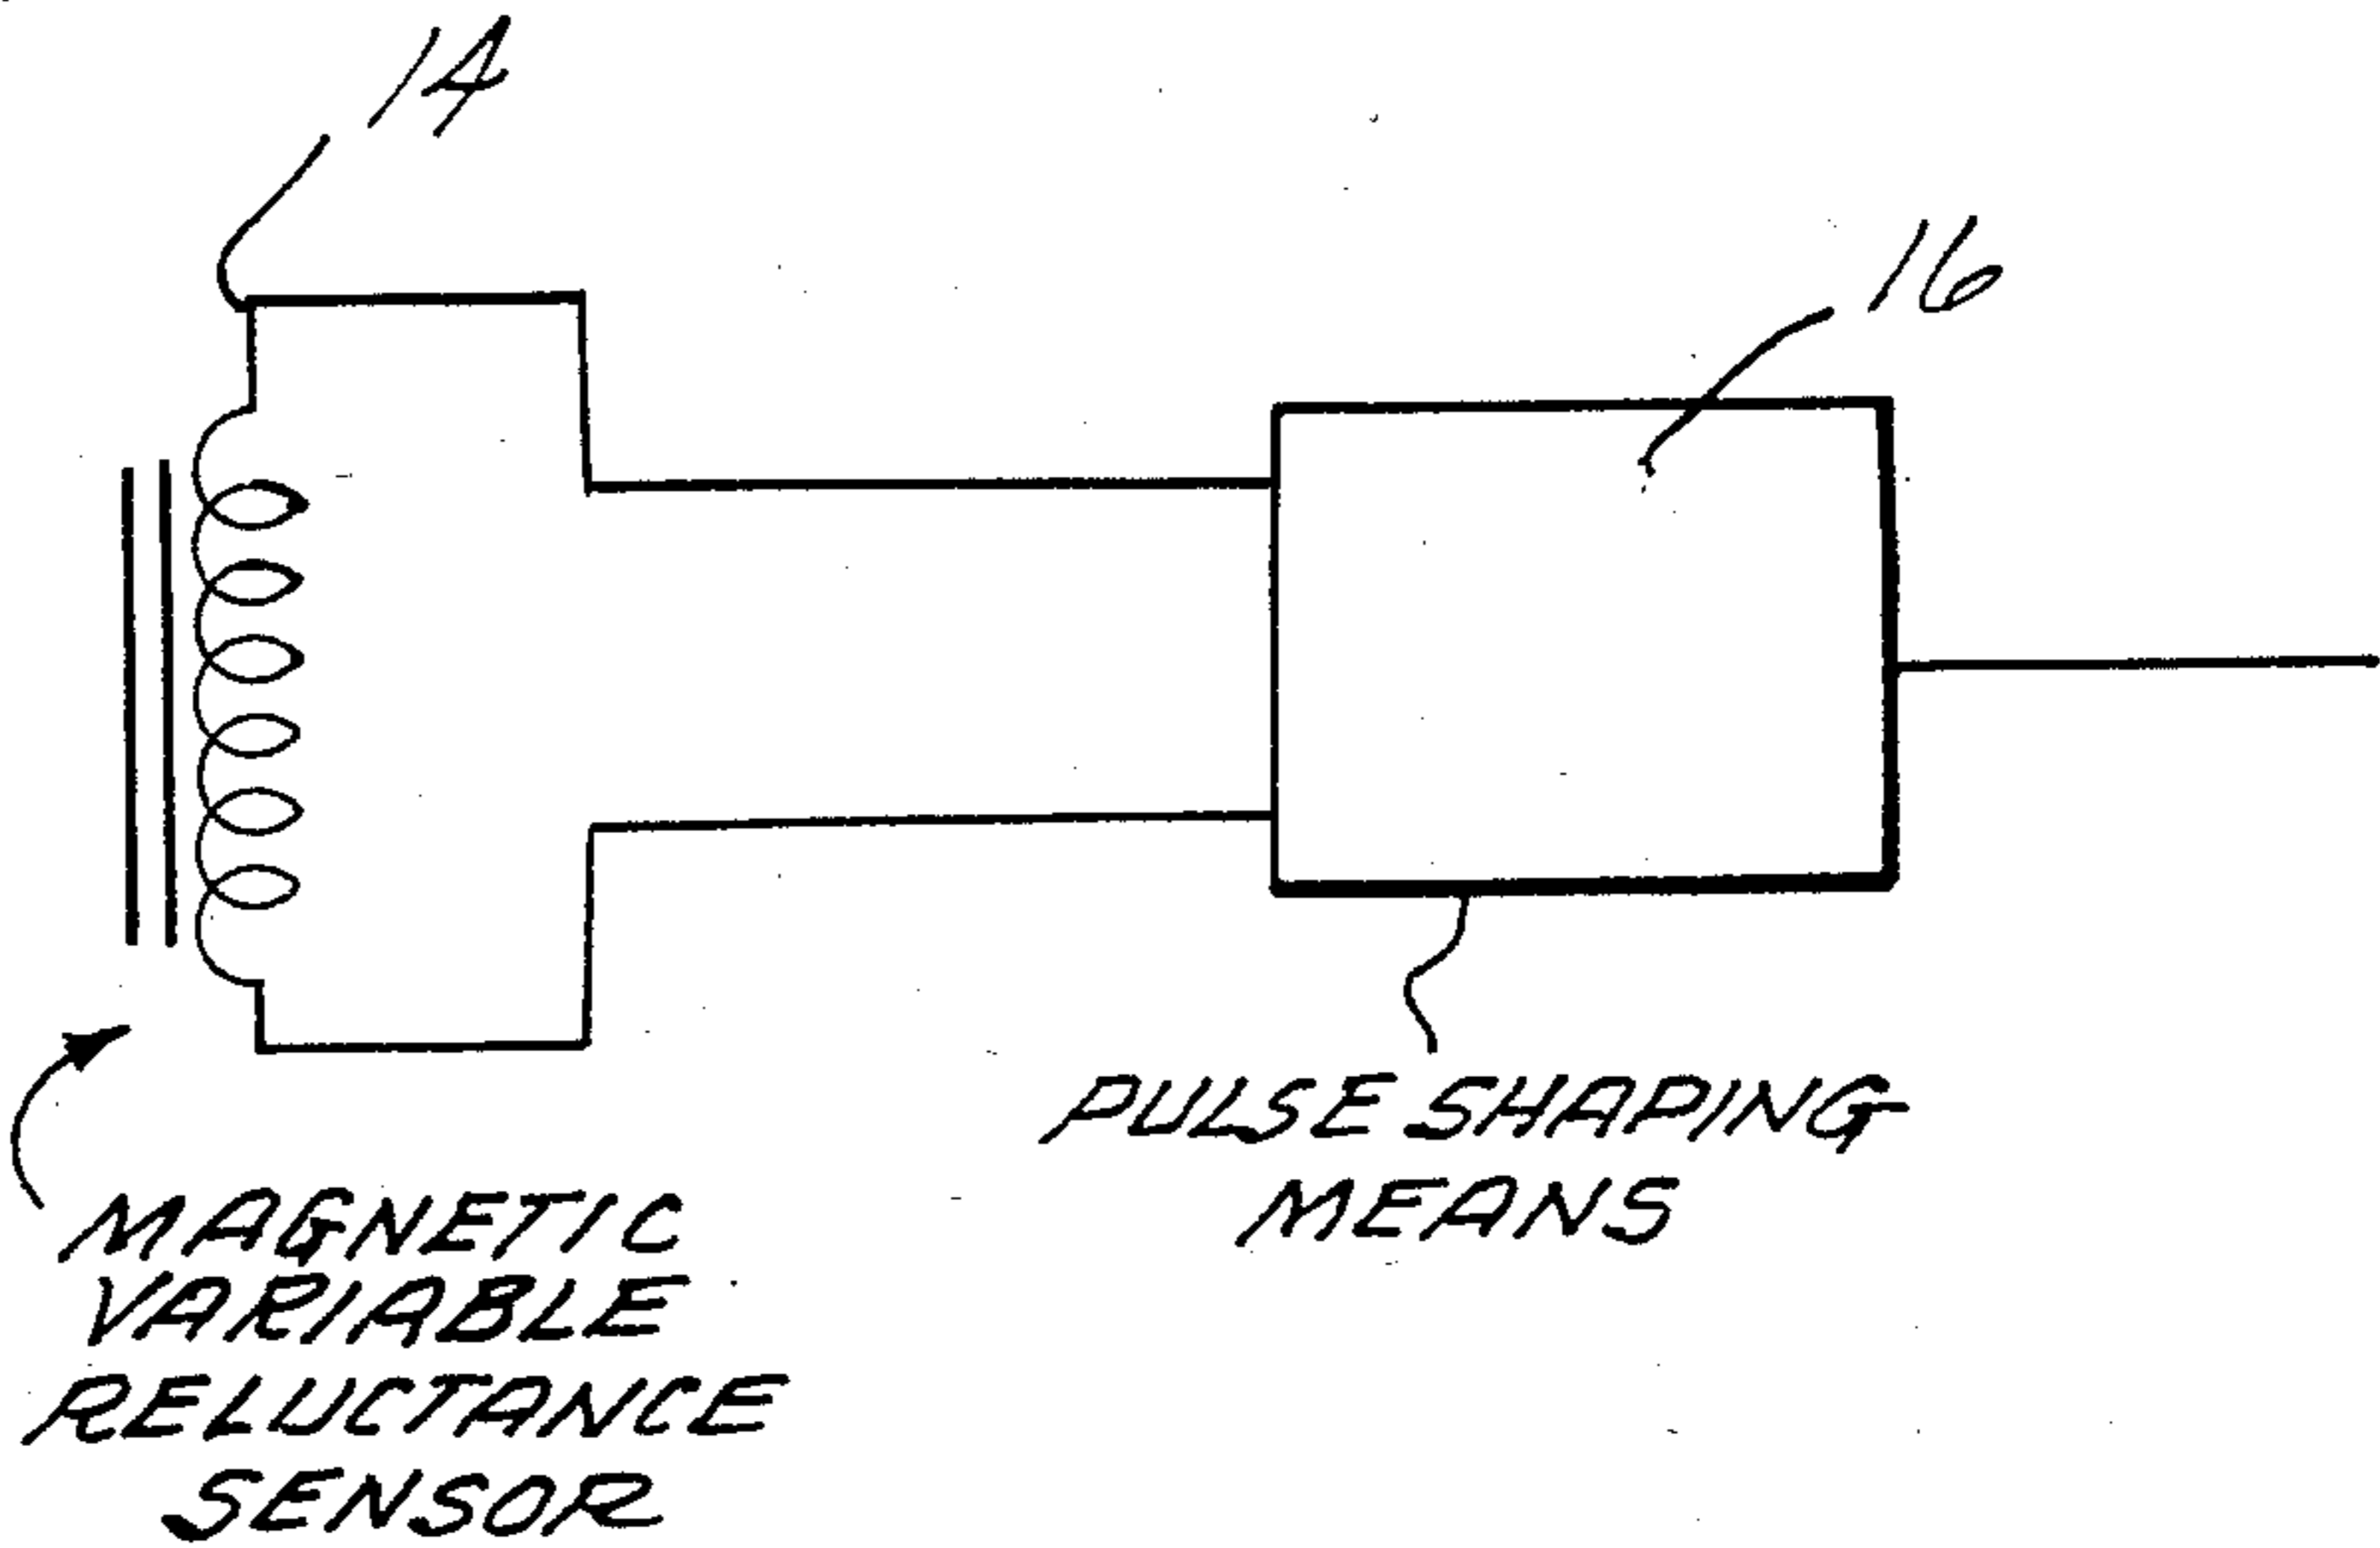 14
16
PULSE SHAPING
MEANS
MAGNETIC
VARIABLE
RELUCTANCE
SENSOR